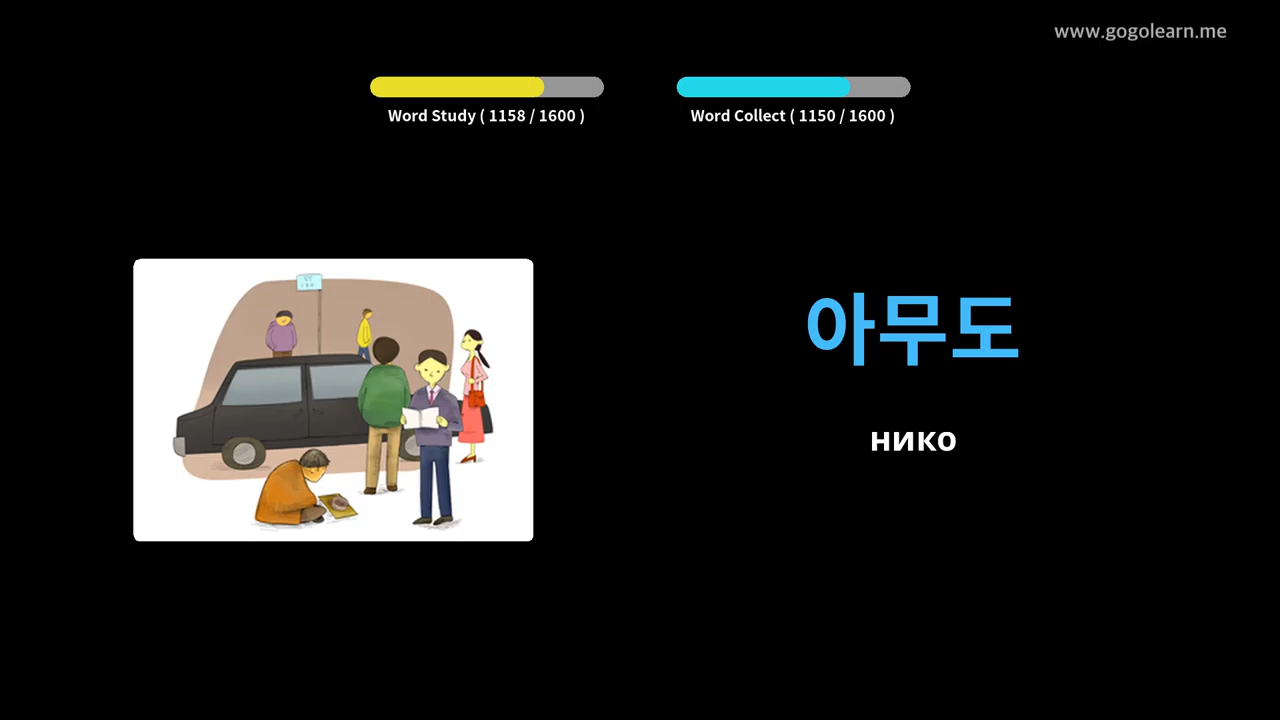 www.gogolearn.me
Word Study ( 1158 / 1600 )
Word Collect ( 1150 / 1600 )
아무도
нико